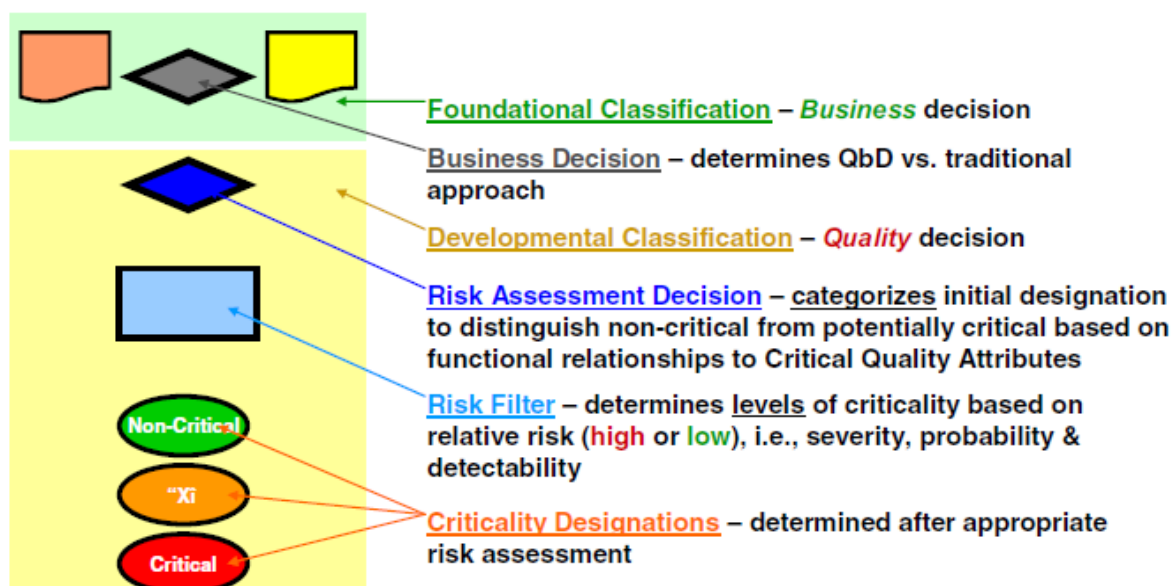 Foundational Classification – Business decision
Business Decision – determines QbD vs. traditional
approach
Developmental Classification – Quality decision
Risk Assessment Decision – categorizes initial designation
to distinguish non-critical from potentially critical based on
functional relationships to Critical Quality Attributes
Risk Filter – determines levels of criticality based on
relative risk (high or low), i.e., severity, probability &
detectability
Non-Critical
“Xî
Critical
Criticality Designations – determined after appropriate
risk assessment